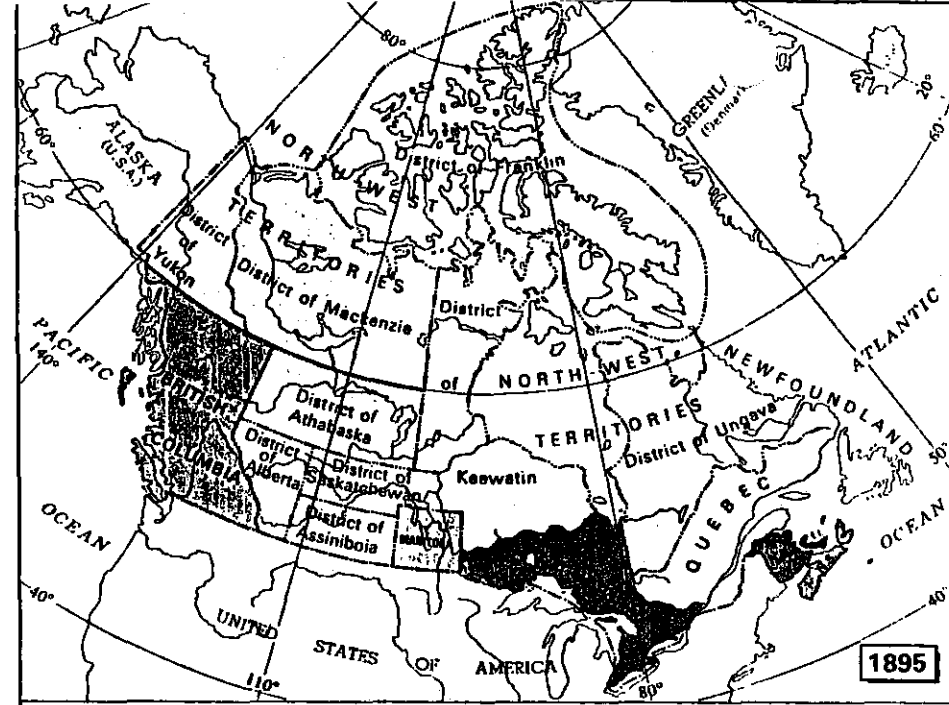 80°
20°
60°
60°
ALASKA
(U.S.A.)
GREENL
(Denmark
NORTH WEST
TERRITORIES
District of Franklin
District
of
Yukon
District of Mackenzie
District
of
Keewatin
PACIFIC
140°
OCEAN
ATLANTIC
OCEAN
NORTH WEST
TERRITORIES
NEWFOUNDLAND
50°
BRITISH
COLUMBIA
District of
Athabaska
District
of
Alberta
District of
Saskatchewan
District of
Assiniboia
District of Ungava
QUEBEC
40°
40°
UNITED
STATES
OF
AMERICA
110°
80°
1895